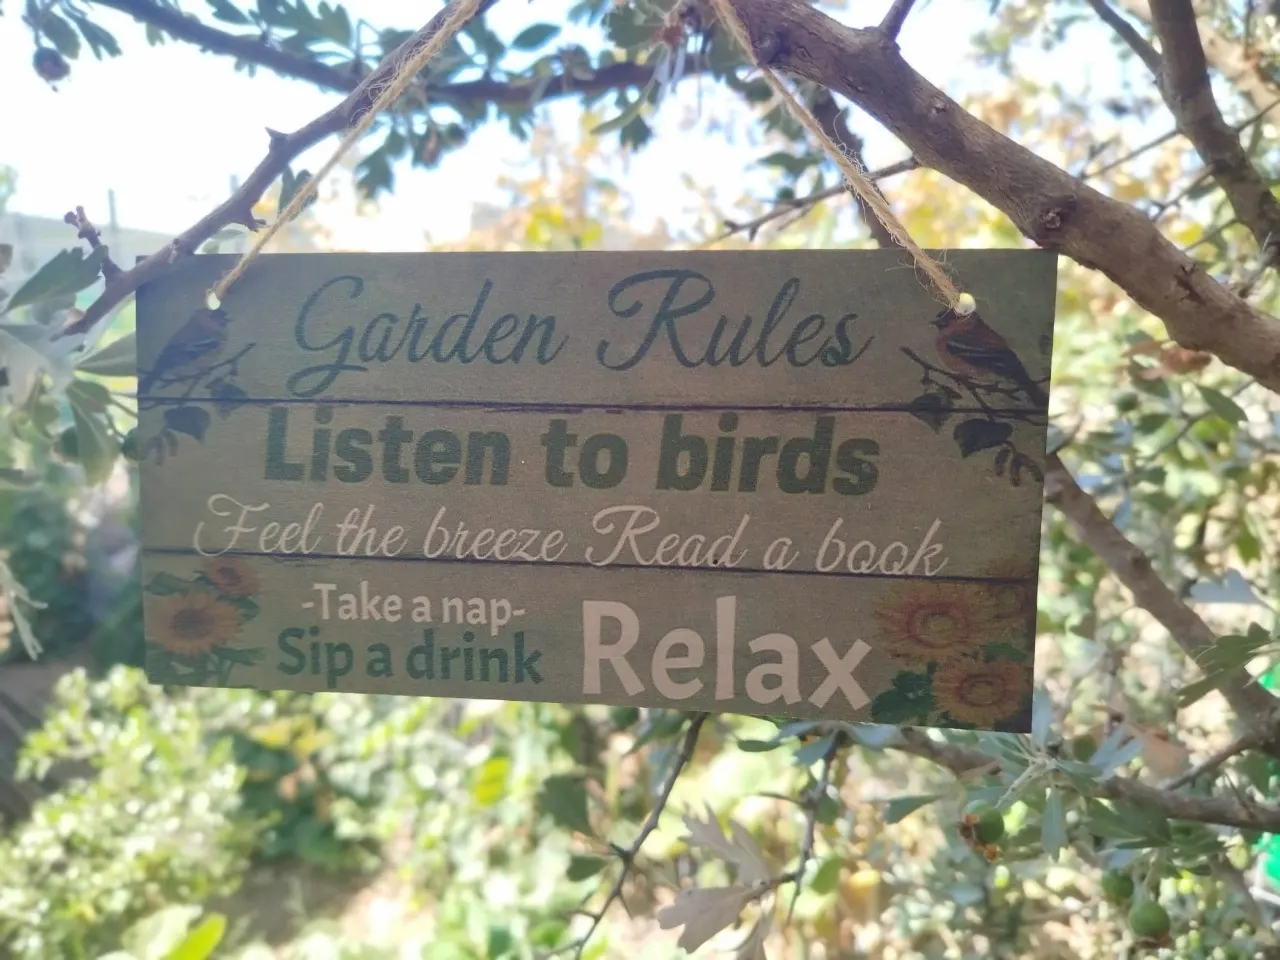 Garden Rules
Listen to birds
Feel the breeze Read a book
-Take a nap-
Sip a drink
Relax